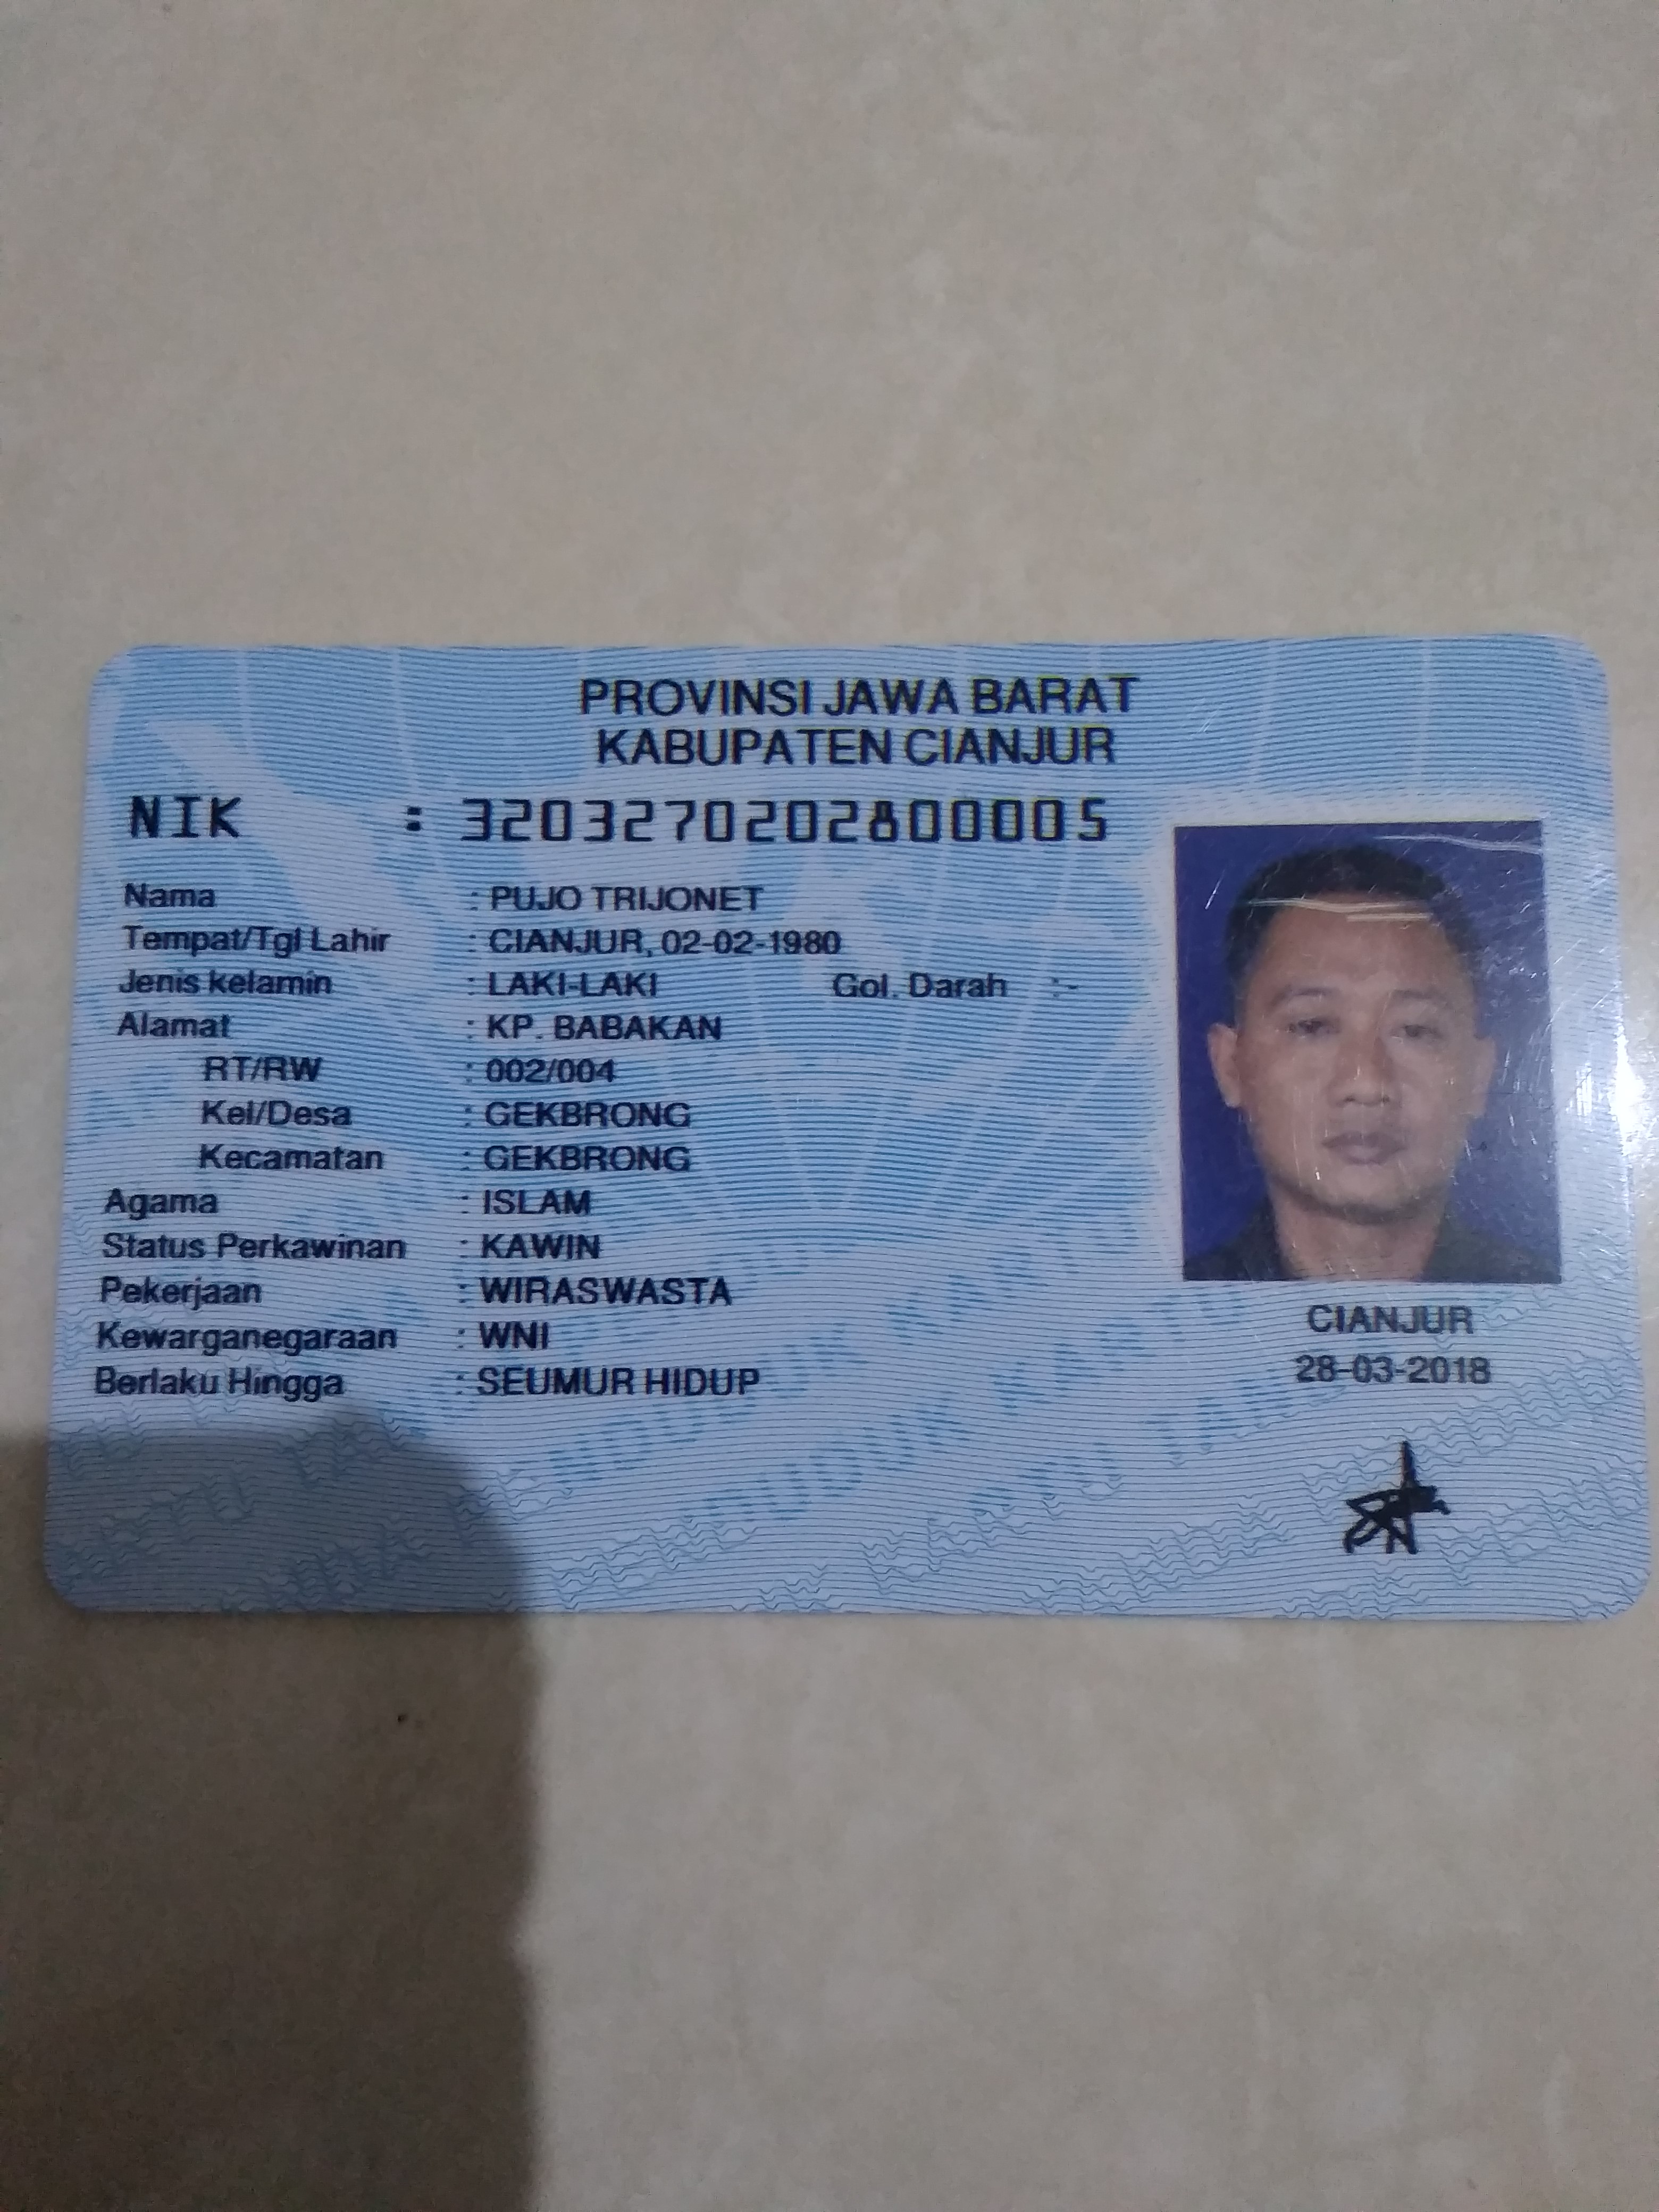 PROVINSI JAWA BARAT
KABUPATEN CIANJUR
NIK : 3203270202800005
Nama : PUJO TRIJONET
Tempat/Tgl Lahir : CIANJUR, 02-02-1980
Jenis kelamin : LAKI-LAKI Gol. Darah : -
Alamat : KP. BABAKAN
RT/RW : 002/004
Kel/Desa : GEKBRONG
Kecamatan : GEKBRONG
Agama : ISLAM
Status Perkawinan : KAWIN
Pekerjaan : WIRASWASTA
Kewarganegaraan : WNI
Berlaku Hingga : SEUMUR HIDUP
CIANJUR
28-03-2018